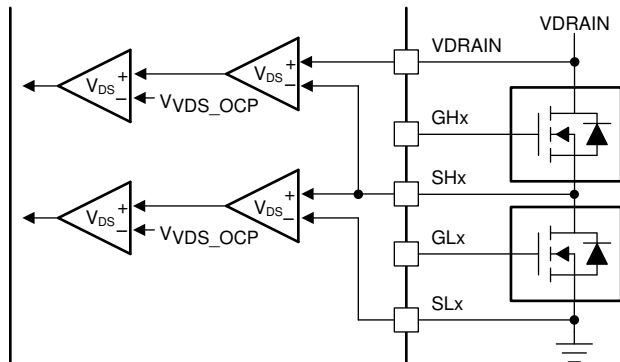 VDRAIN
VDRAIN
VDS
+
−
VVDS_OCP
VDS
+
−
GHx
SHx
VDS
+
−
VVDS_OCP
VDS
+
−
GLx
SLx